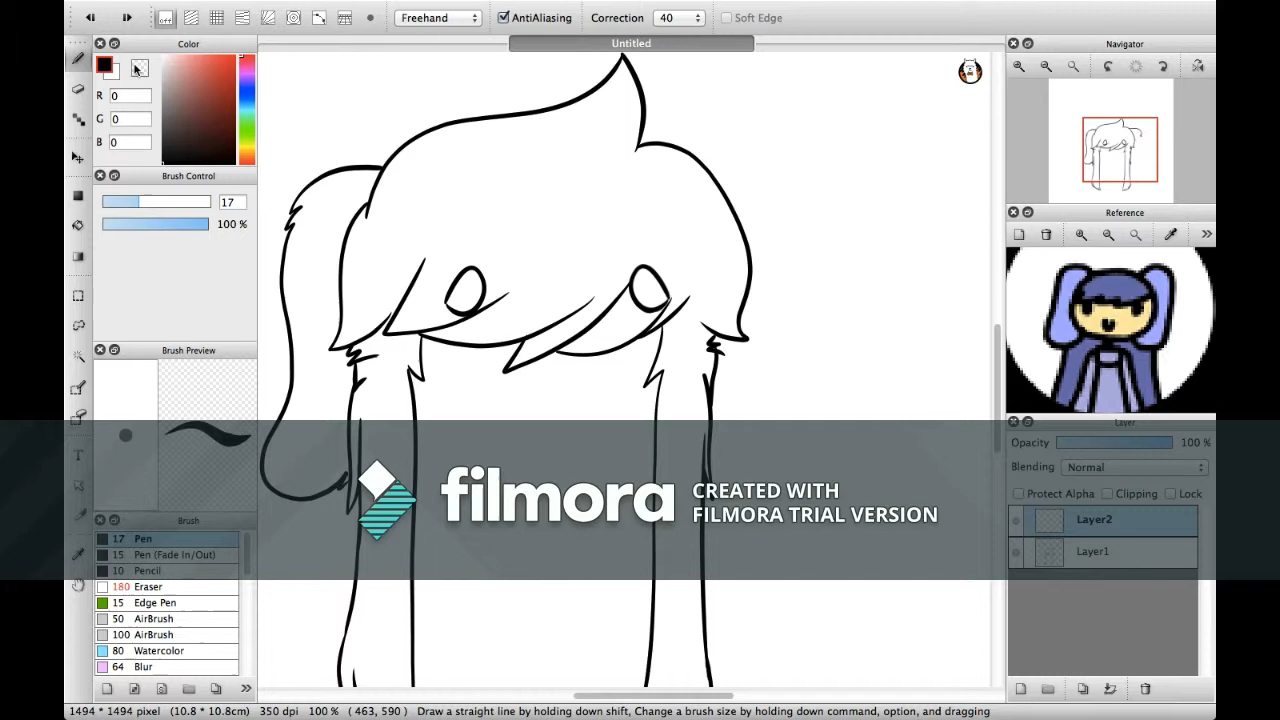 off
Freehand
AntiAliasing
Correction
40
Soft Edge
Untitled
Color
R 0
G 0
B 0
Brush Control
17
100 %
Brush Preview
Brush
17 Pen
15 Pen (Fade In/Out)
10 Pencil
180 Eraser
15 Edge Pen
50 AirBrush
100 AirBrush
80 Watercolor
64 Blur
Navigator
Reference
Layer
Opacity 100 %
Blending Normal
Protect Alpha Clipping Lock
Layer2
Layer1
filmora
CREATED WITH
FILMORA TRIAL VERSION
1494 * 1494 pixel (10.8 * 10.8cm) 350 dpi 100 % ( 463, 590 ) Draw a straight line by holding down shift, Change a brush size by holding down command, option, and dragging